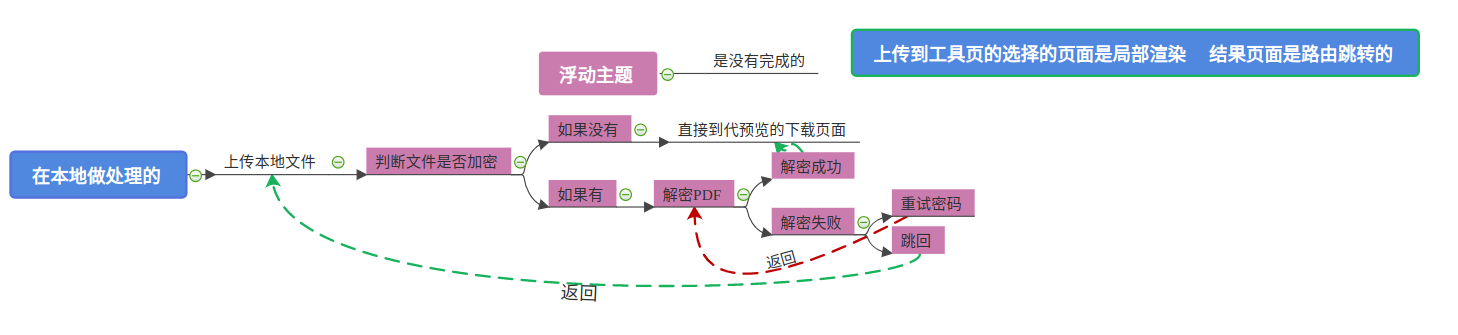 上传到工具页的选择的页面是局部渲染 结果页面是路由跳转的
浮动主题
是没有完成的
在本地做处理的
上传本地文件
判断文件是否加密
如果没有
直接到代预览的下载页面
如果有
解密PDF
解密成功
解密失败
重试密码
跳回
返回
返回